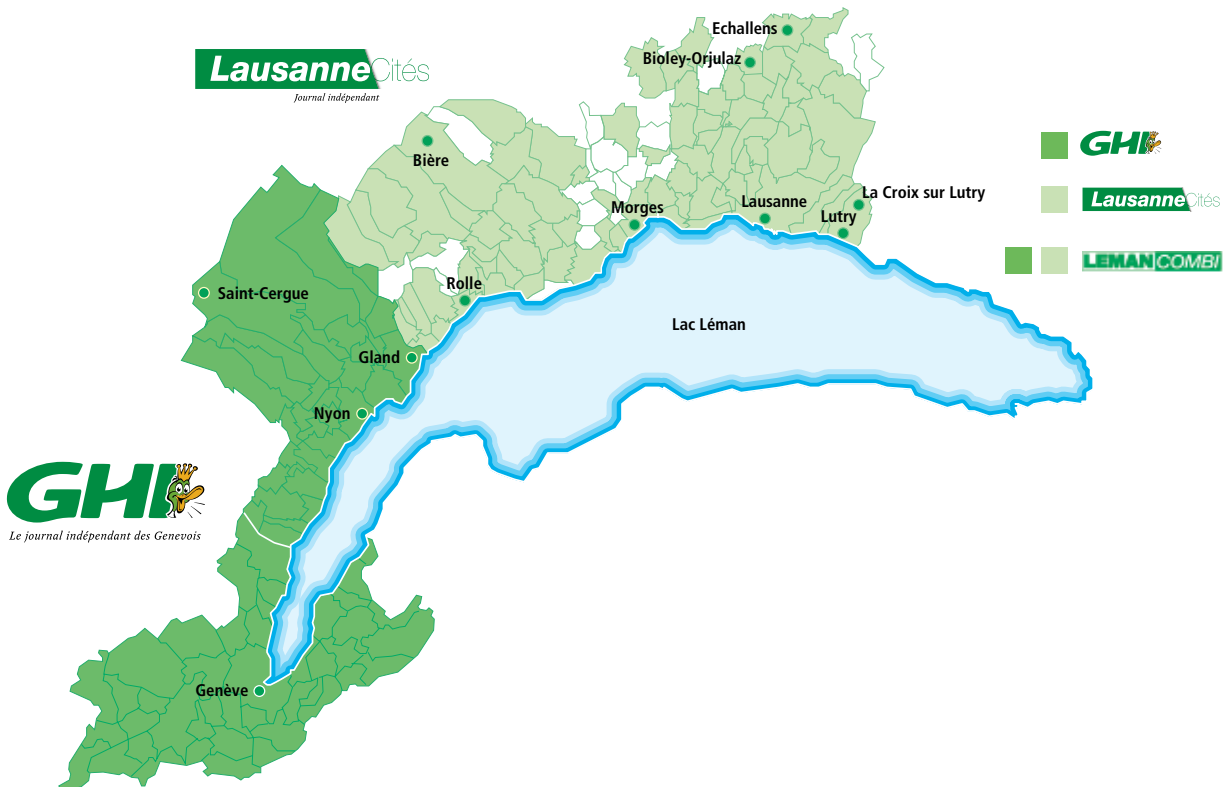 Echallens
Bioley-Orjulaz
LausanneCités
Journal indépendant
GHI
Bière
LausanneCités
La Croix sur Lutry
Morges
Lausanne
Lutry
LEMANCOMBI
Rolle
Saint-Cergue
Lac Léman
Gland
Nyon
GHI
Le journal indépendant des Genevois
Genève